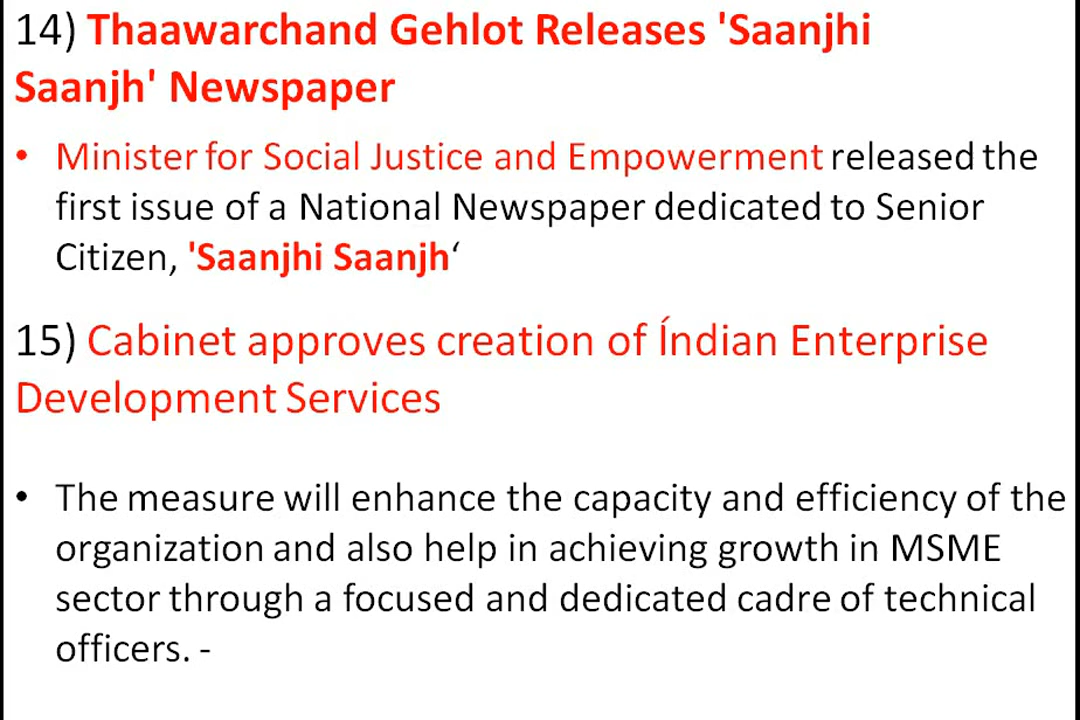 14) Thaawarchand Gehlot Releases 'Saanjhi
Saanjh' Newspaper
• Minister for Social Justice and Empowerment released the
first issue of a National Newspaper dedicated to Senior
Citizen, 'Saanjhi Saanjh‘
15) Cabinet approves creation of Índian Enterprise
Development Services
• The measure will enhance the capacity and efficiency of the
organization and also help in achieving growth in MSME
sector through a focused and dedicated cadre of technical
officers. -